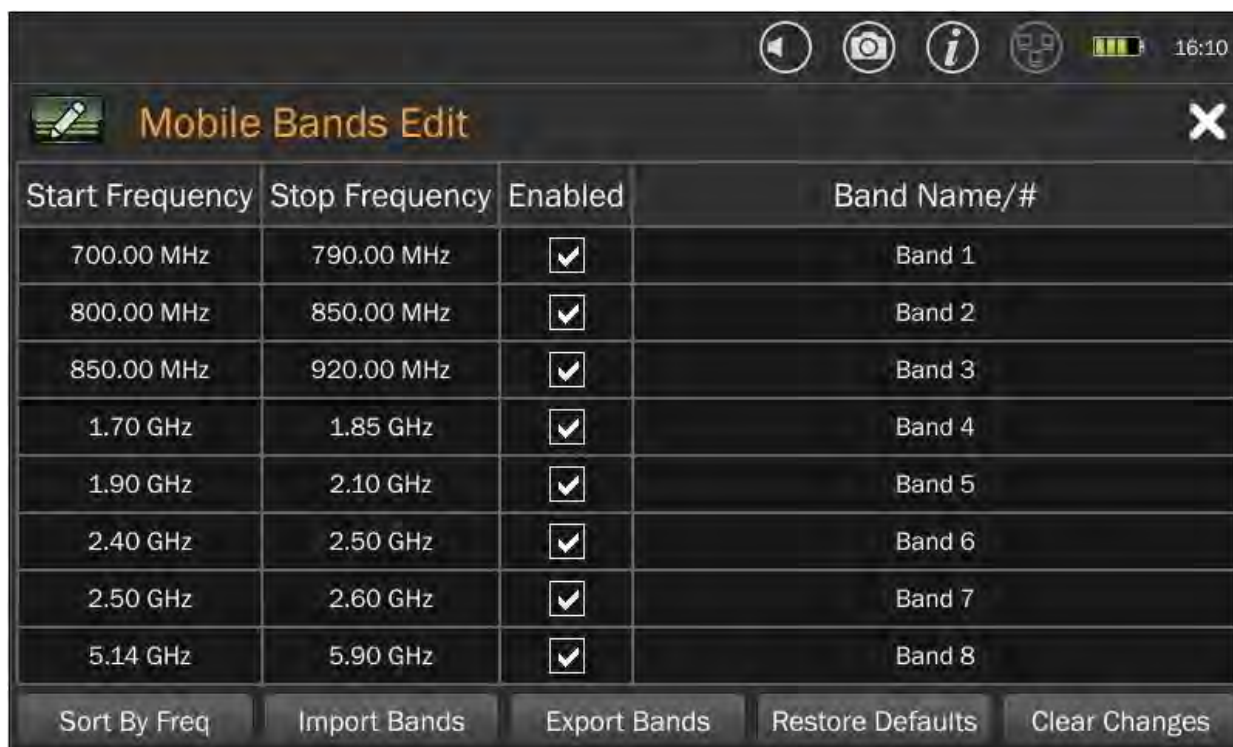 16:10
Mobile Bands Edit
Start Frequency Stop Frequency Enabled Band Name/#
700.00 MHz 790.00 MHz Band 1
800.00 MHz 850.00 MHz Band 2
850.00 MHz 920.00 MHz Band 3
1.70 GHz 1.85 GHz Band 4
1.90 GHz 2.10 GHz Band 5
2.40 GHz 2.50 GHz Band 6
2.50 GHz 2.60 GHz Band 7
5.14 GHz 5.90 GHz Band 8
Sort By Freq Import Bands Export Bands Restore Defaults Clear Changes